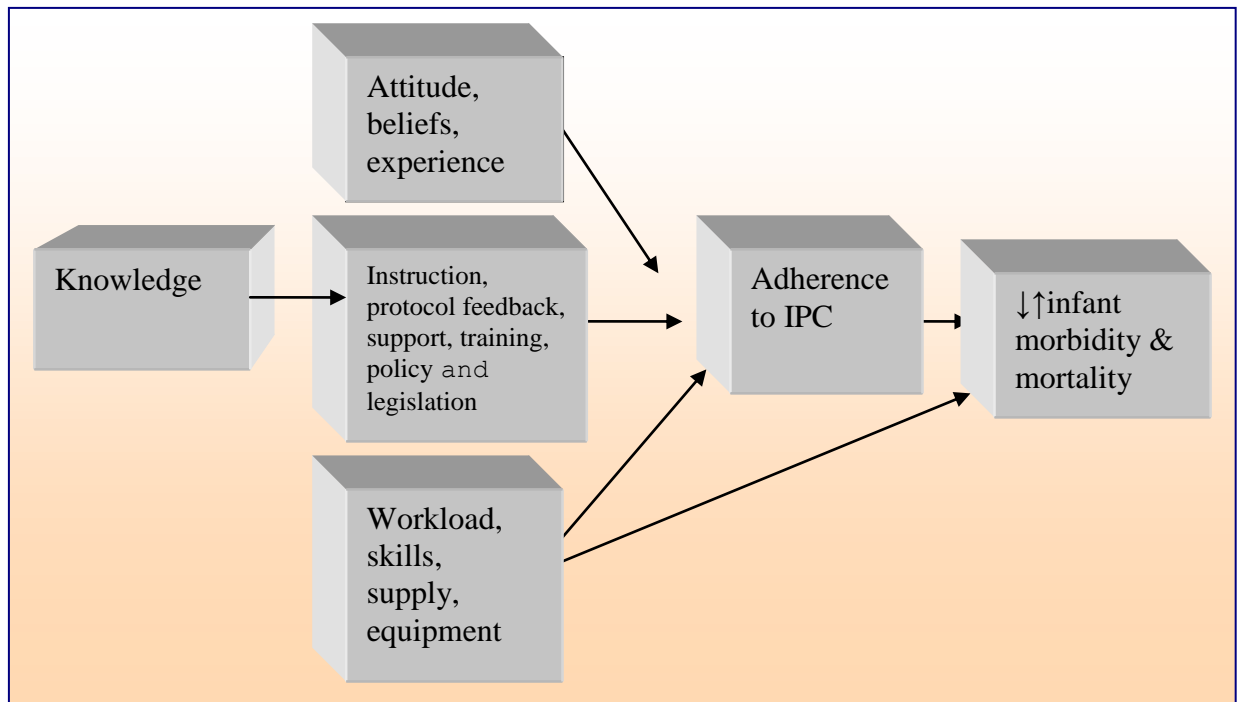 Attitude,
beliefs,
experience
Knowledge
Instruction,
protocol feedback,
support, training,
policy and
legislation
Workload,
skills,
supply,
equipment
Adherence
to IPC
↓↑infant
morbidity &
mortality